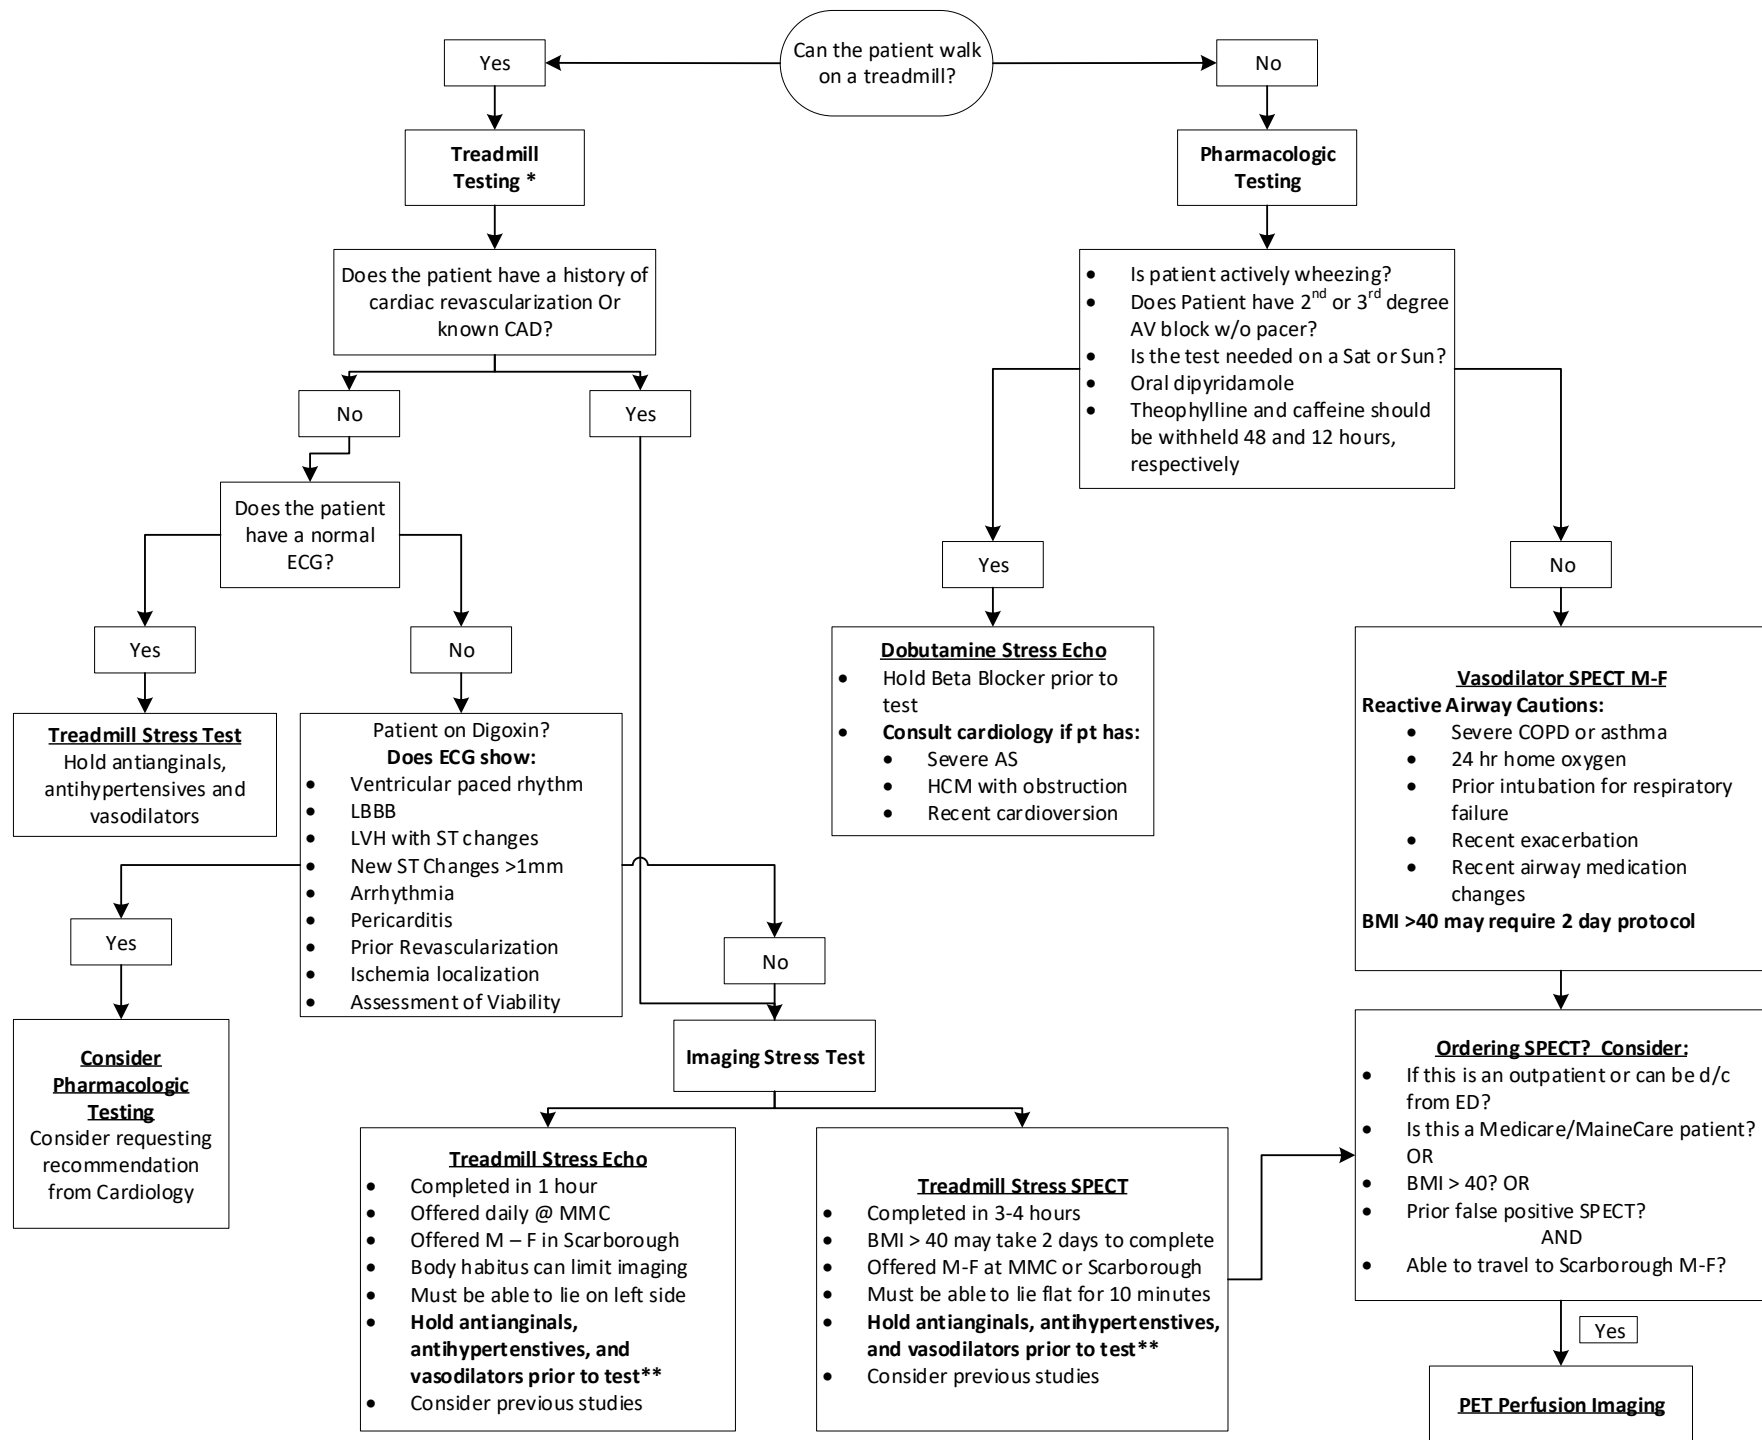 Can the patient walk
on a treadmill?
Yes
No
Treadmill
Testing *
Pharmacologic
Testing
Does the patient have a history of
cardiac revascularization Or
known CAD?
• Is patient actively wheezing?
• Does Patient have 2nd or 3rd degree
AV block w/o pacer?
• Is the test needed on a Sat or Sun?
• Oral dipyridamole
• Theophylline and caffeine should
be withheld 48 and 12 hours,
respectively
No
Yes
Does the patient
have a normal
ECG?
Yes
No
Yes
No
Treadmill Stress Test
Hold antianginals,
antihypertensives and
vasodilators
Patient on Digoxin?
Does ECG show:
• Ventricular paced rhythm
• LBBB
• LVH with ST changes
• New ST Changes >1mm
• Arrhythmia
• Pericarditis
• Prior Revascularization
• Ischemia localization
• Assessment of Viability
Dobutamine Stress Echo
• Hold Beta Blocker prior to
test
• Consult cardiology if pt has:
• Severe AS
• HCM with obstruction
• Recent cardioversion
Vasodilator SPECT M-F
Reactive Airway Cautions:
• Severe COPD or asthma
• 24 hr home oxygen
• Prior intubation for respiratory
failure
• Recent exacerbation
• Recent airway medication
changes
BMI >40 may require 2 day protocol
Yes
No
Consider
Pharmacologic
Testing
Consider requesting
recommendation
from Cardiology
Imaging Stress Test
Treadmill Stress Echo
• Completed in 1 hour
• Offered daily @ MMC
• Offered M – F in Scarborough
• Body habitus can limit imaging
• Must be able to lie on left side
• Hold antianginals,
antihypertenstives, and
vasodilators prior to test**
• Consider previous studies
Treadmill Stress SPECT
• Completed in 3-4 hours
• BMI > 40 may take 2 days to complete
• Offered M-F at MMC or Scarborough
• Must be able to lie flat for 10 minutes
• Hold antianginals, antihypertenstives,
and vasodilators prior to test**
• Consider previous studies
Ordering SPECT?  Consider:
• If this is an outpatient or can be d/c
from ED?
• Is this a Medicare/MaineCare patient?
OR
• BMI > 40? OR
• Prior false positive SPECT?
AND
• Able to travel to Scarborough M-F?
Yes
PET Perfusion Imaging